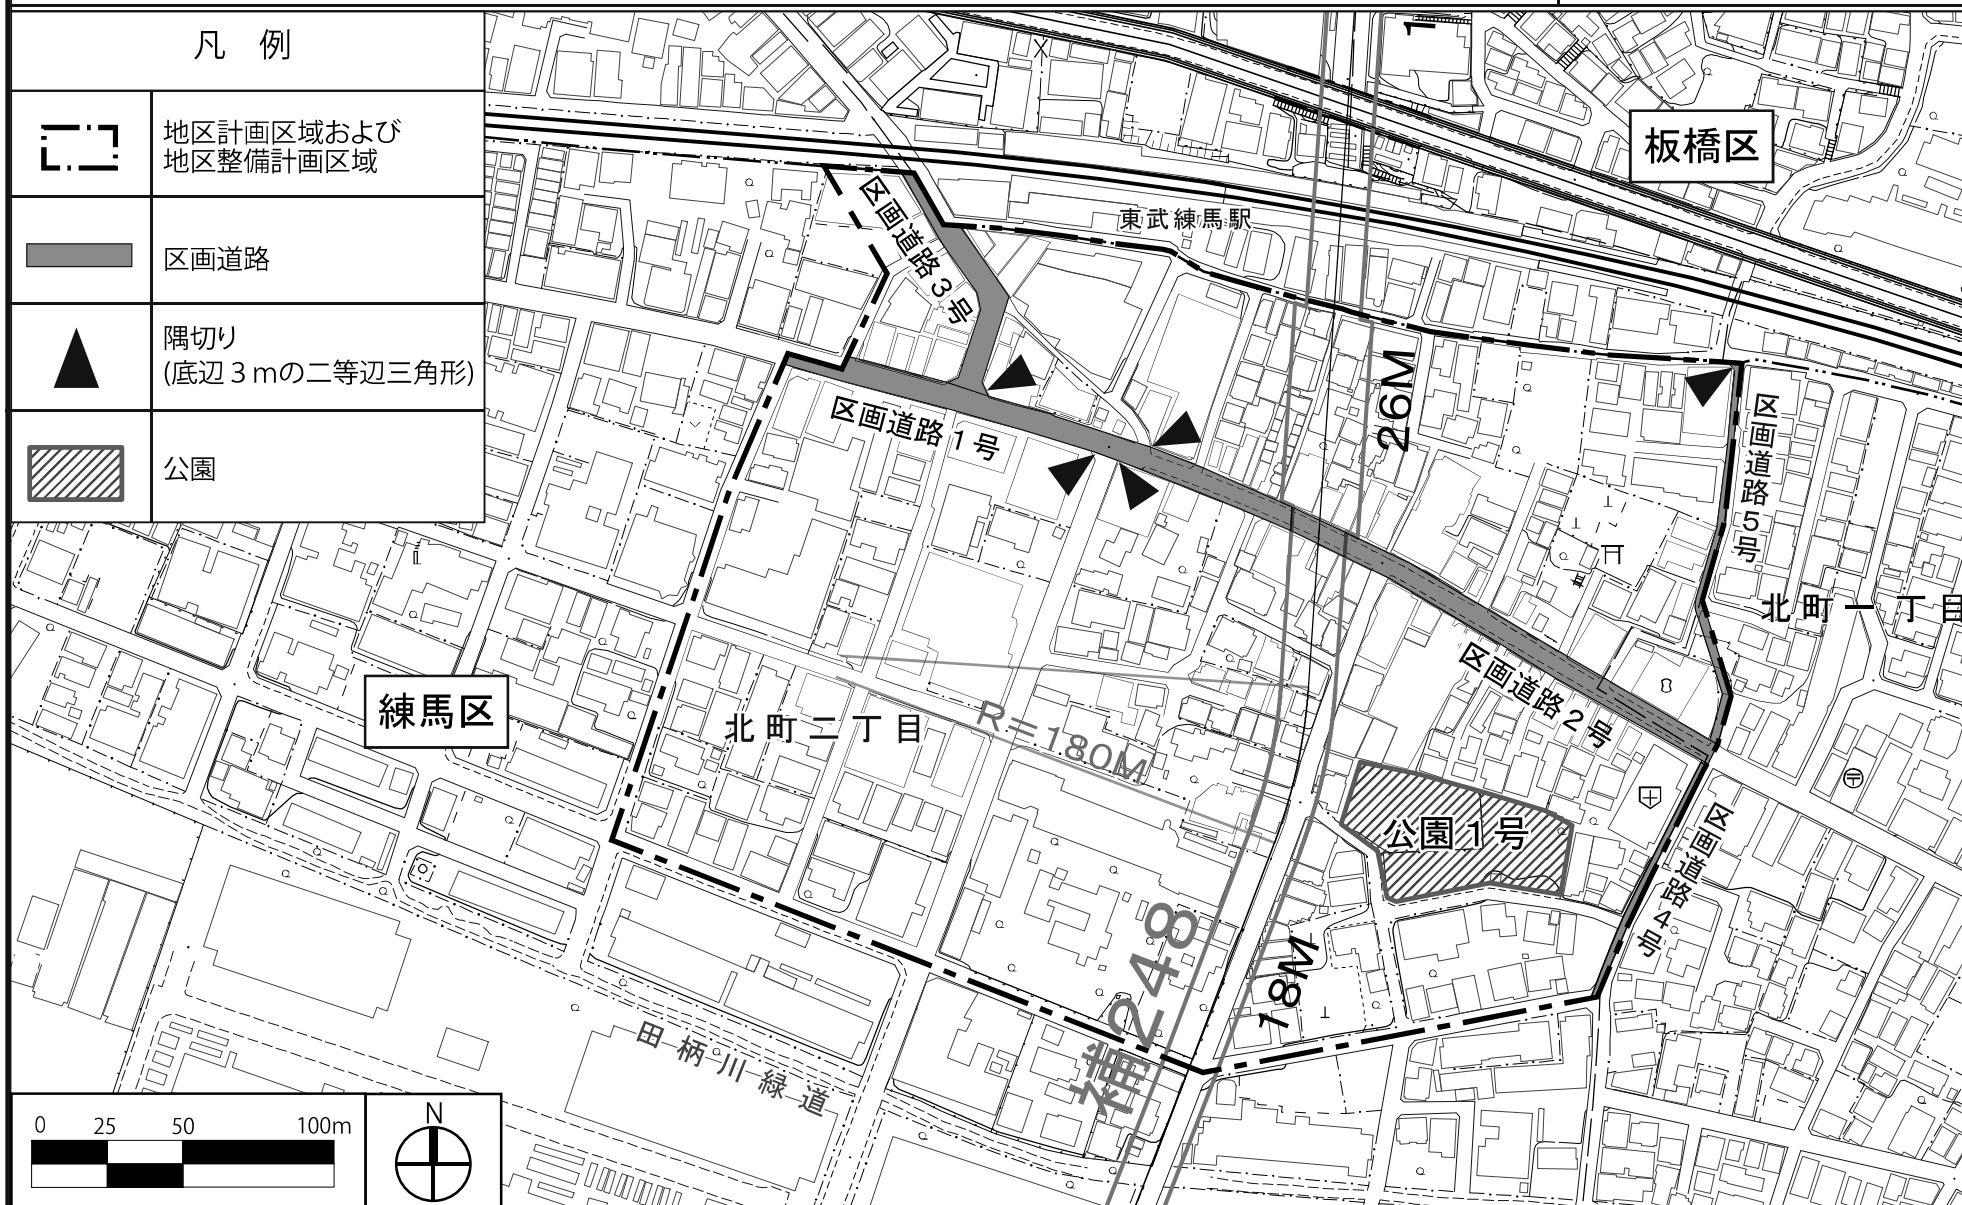 凡 例
地区計画区域および
地区整備計画区域
区画道路
隅切り
(底辺３ｍの二等辺三角形)
公園
板橋区
東武練馬駅
区画道路３号
26M
区画道路１号
区画道路５号
北町一丁目
区画道路２号
練馬区
北町二丁目
R=180M
公園１号
区画道路４号
補248
18M
田柄川緑道
0 25 50 100m
N